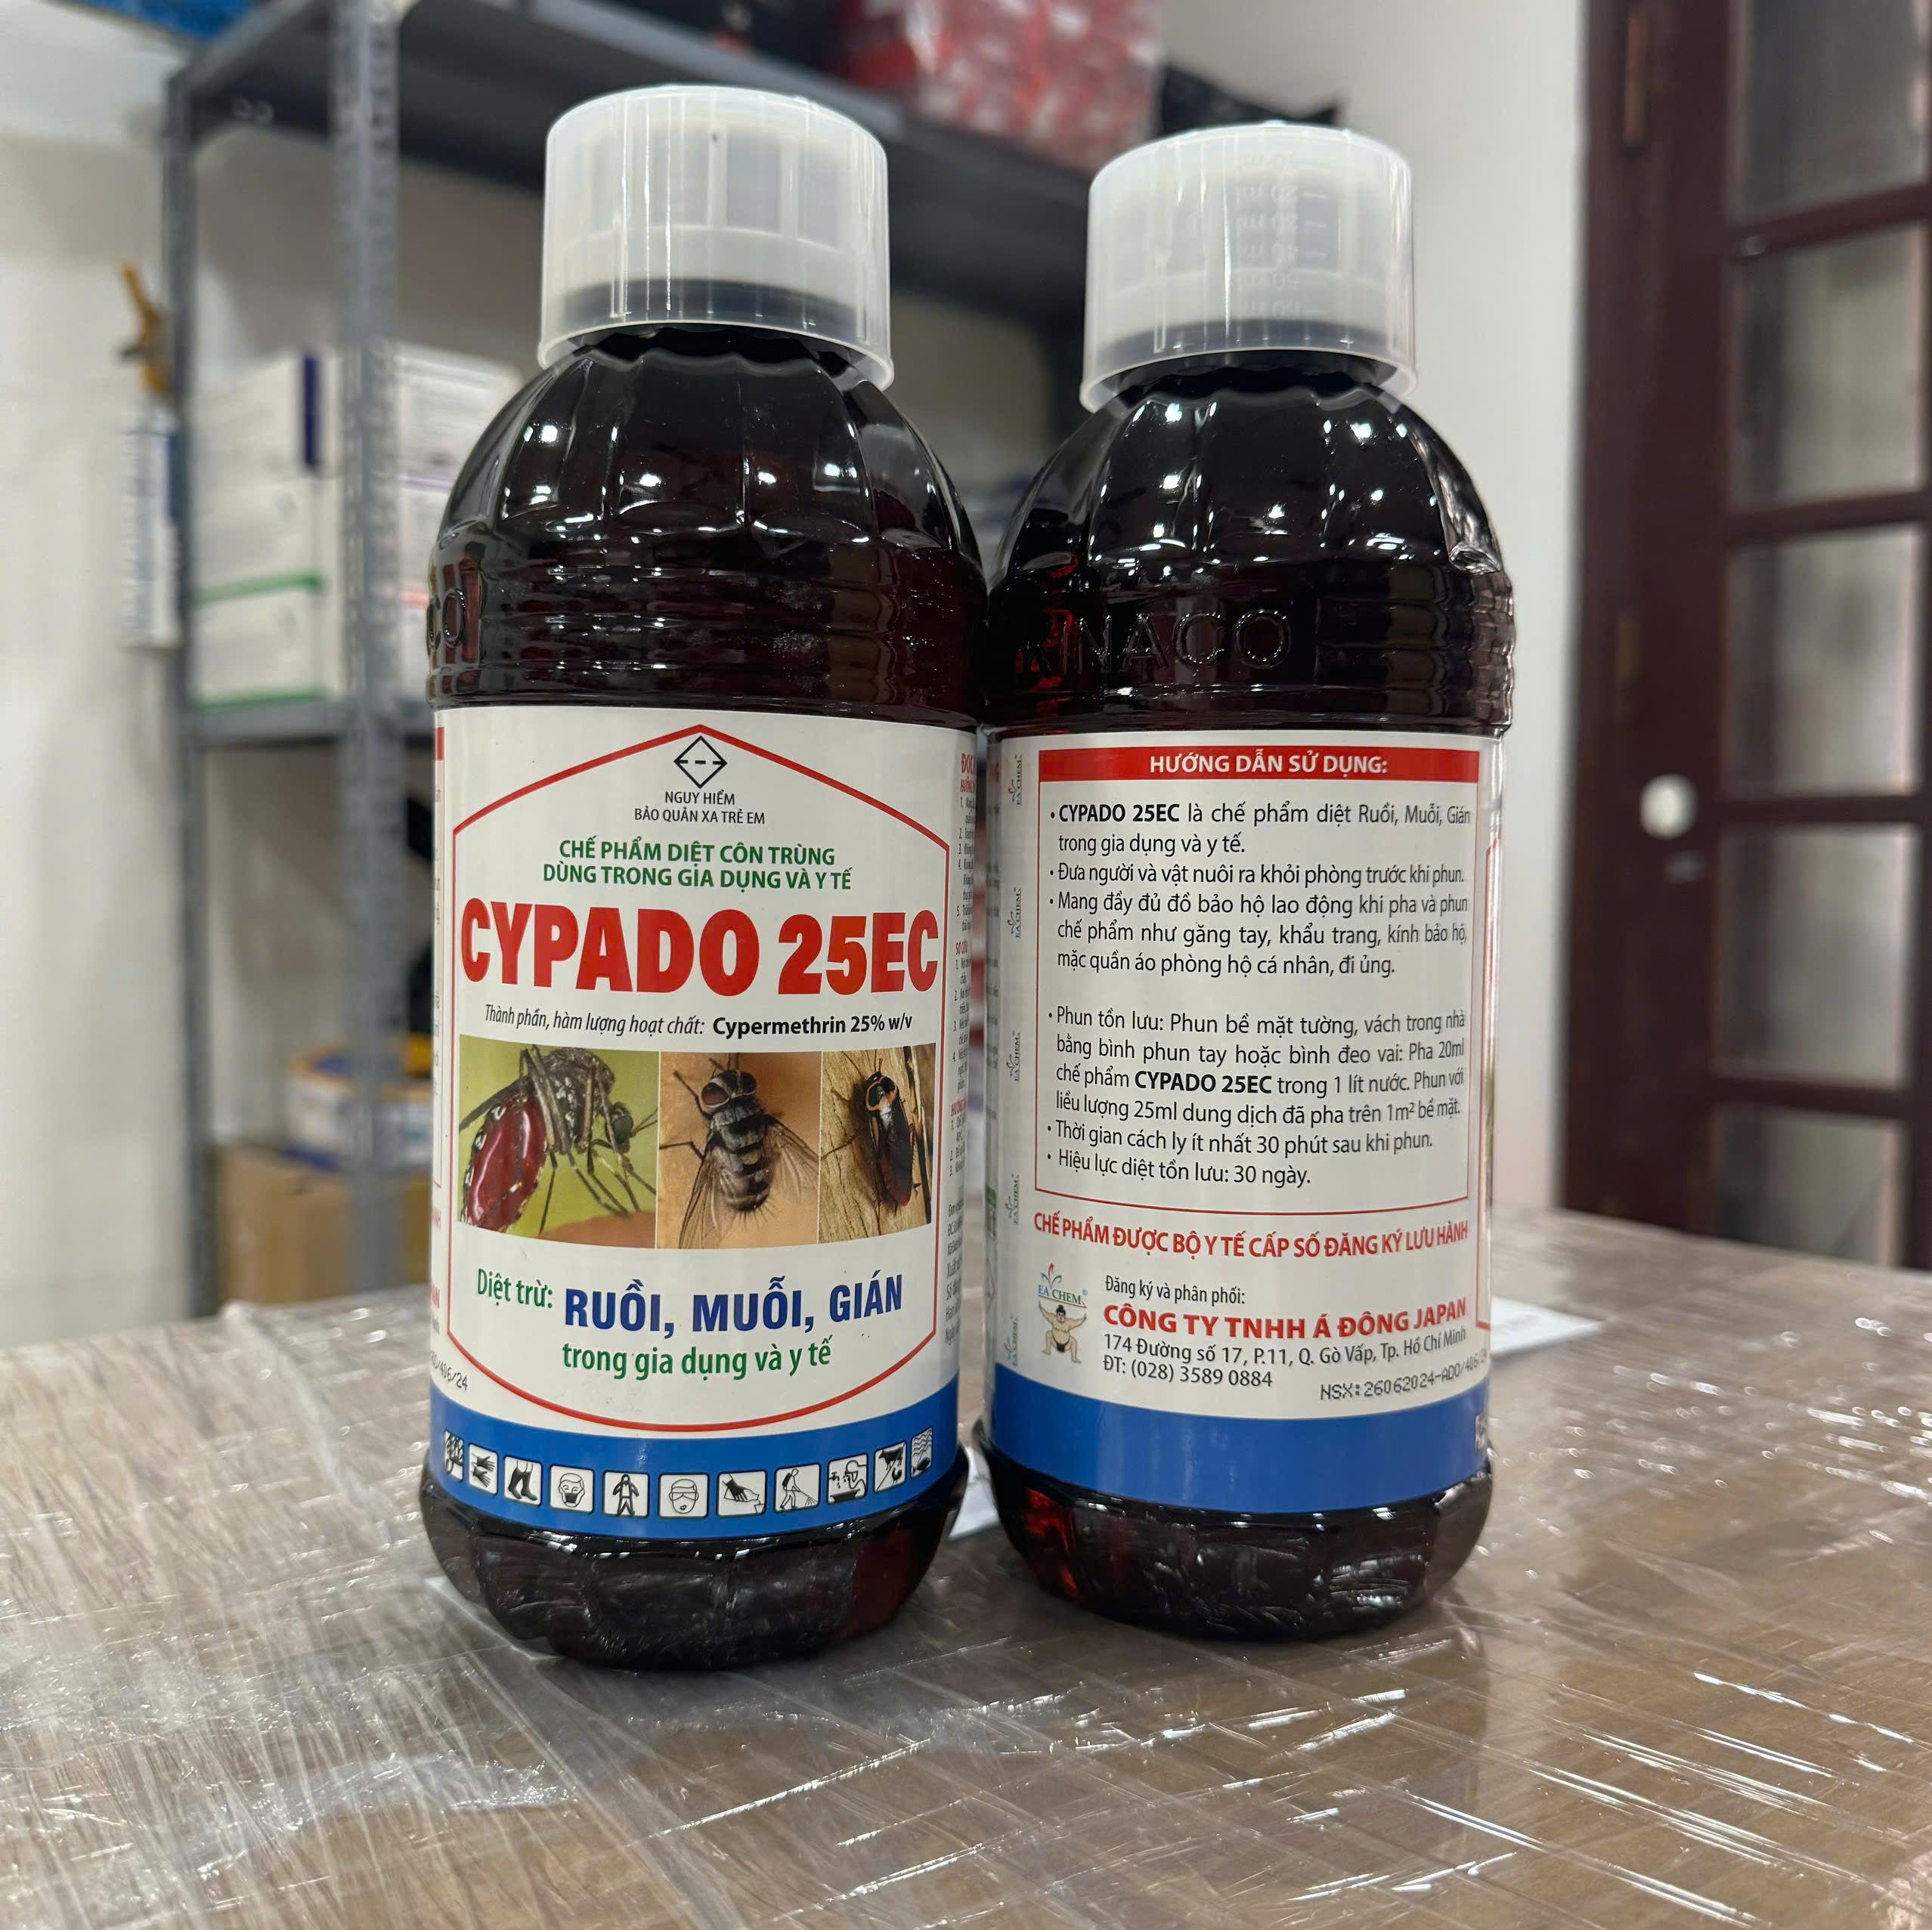 NGUY HIỂM
BẢO QUẢN XA TRẺ EM
CHẾ PHẨM DIỆT CÔN TRÙNG
DÙNG TRONG GIA DỤNG VÀ Y TẾ
CYPADO 25EC
Thành phần, hàm lượng hoạt chất: Cypermethrin 25% w/v
Diệt trừ: RUỒI, MUỖI, GIÁN
trong gia dụng và y tế
/406/24
NACO
HƯỚNG DẪN SỬ DỤNG:
• CYPADO 25EC là chế phẩm diệt Ruồi, Muỗi, Gián
trong gia dụng và y tế.
• Đưa người và vật nuôi ra khỏi phòng trước khi phun.
• Mang đầy đủ đồ bảo hộ lao động khi pha và phun
chế phẩm như găng tay, khẩu trang, kính bảo hộ,
mặc quần áo phòng hộ cá nhân, đi ủng.
• Phun tồn lưu: Phun bề mặt tường, vách trong nhà
bằng bình phun tay hoặc bình đeo vai: Pha 20ml
chế phẩm CYPADO 25EC trong 1 lít nước. Phun với
liều lượng 25ml dung dịch đã pha trên 1m² bề mặt.
• Thời gian cách ly ít nhất 30 phút sau khi phun.
• Hiệu lực diệt tồn lưu: 30 ngày.
CHẾ PHẨM ĐƯỢC BỘ Y TẾ CẤP SỐ ĐĂNG KÝ LƯU HÀNH
EA CHEM®
Đăng ký và phân phối:
CÔNG TY TNHH Á ĐÔNG JAPAN
174 Đường số 17, P.11, Q. Gò Vấp, Tp. Hồ Chí Minh
ĐT: (028) 3589 0884
NSX: 26062024-ADO/406/